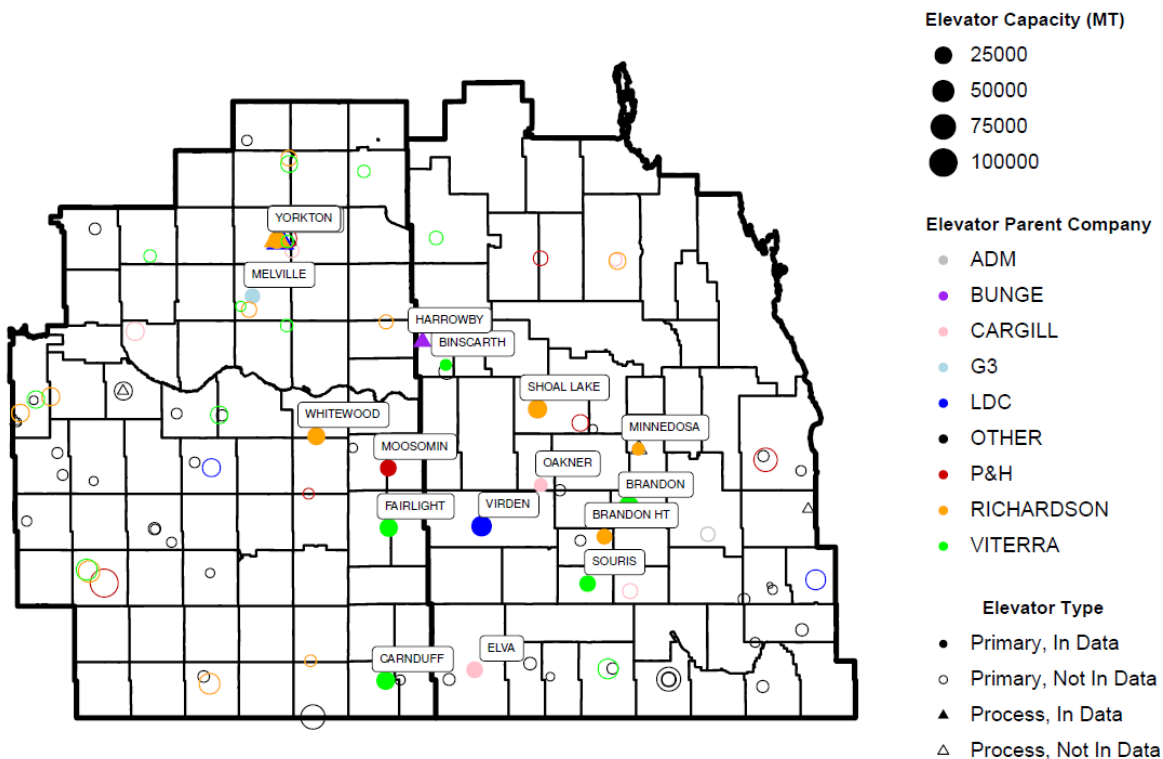 Elevator Capacity (MT)
25000
50000
75000
100000
YORKTON
Elevator Parent Company
ADM
MELVILLE
BUNGE
HARROWBY
CARGILL
BINSCARTH
G3
SHOAL LAKE
LDC
WHITEWOOD
MINNEDOSA
OTHER
MOOSOMIN
OAKNER
P&H
BRANDON
FAIRLIGHT
VIRDEN
RICHARDSON
BRANDON HT
VITERRA
SOURIS
Elevator Type
ELVA
Primary, In Data
CARNDUFF
Primary, Not In Data
Process, In Data
Process, Not In Data